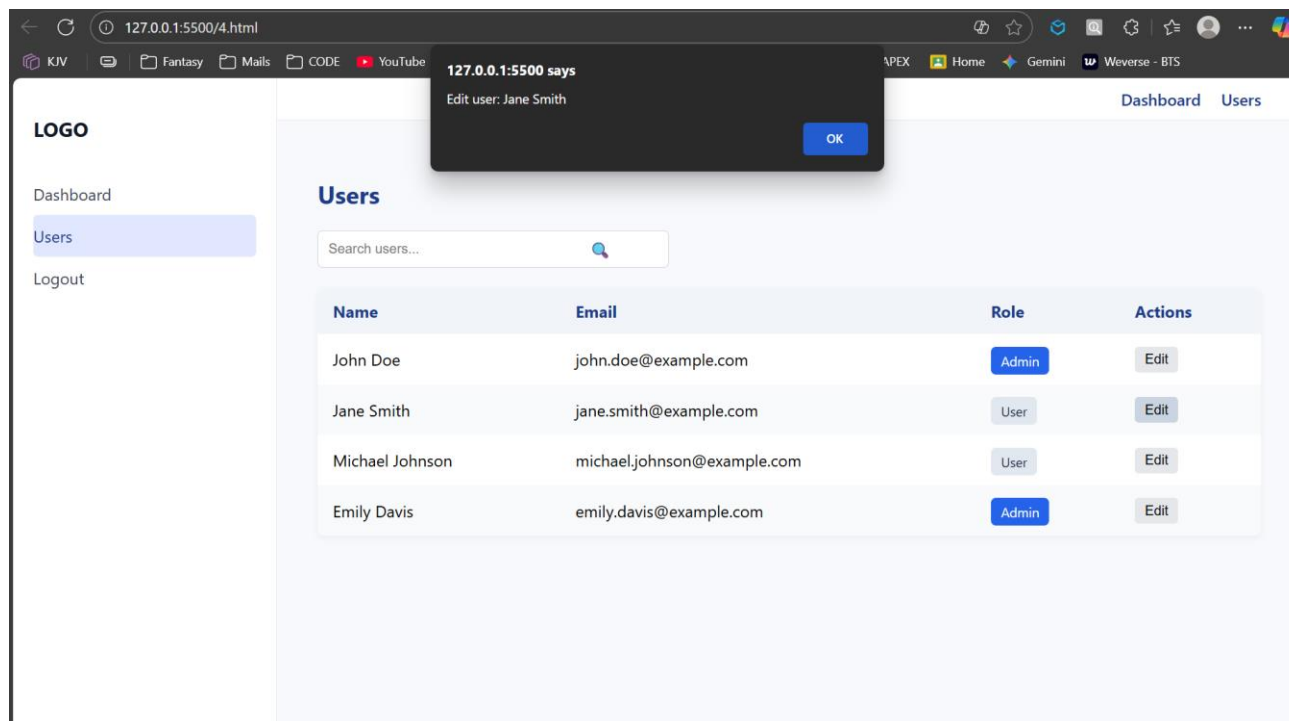 127.0.0.1:5500/4.html
KJV Fantasy Mails CODE YouTube APEX Home Gemini Weverse - BTS
127.0.0.1:5500 says
Edit user: Jane Smith
OK
Dashboard Users
LOGO
Dashboard
Users
Logout
Users
Search users...
Name Email Role Actions
John Doe john.doe@example.com Admin Edit
Jane Smith jane.smith@example.com User Edit
Michael Johnson michael.johnson@example.com User Edit
Emily Davis emily.davis@example.com Admin Edit